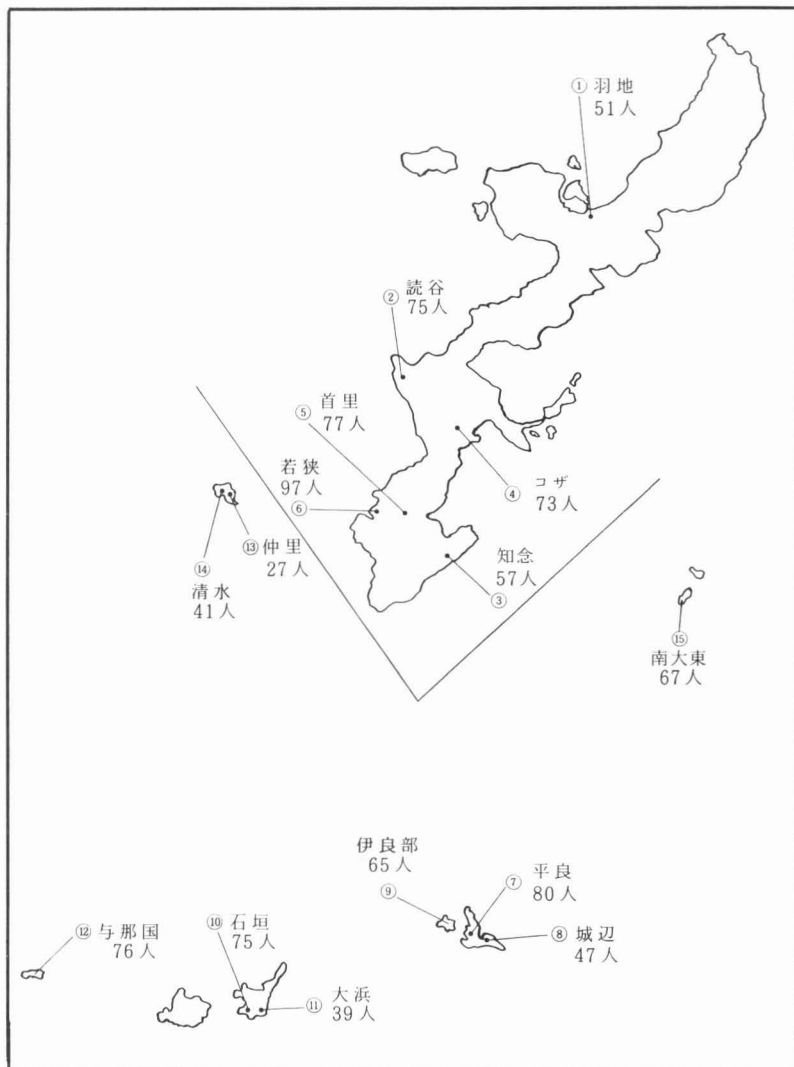 ① 羽地
51人
② 読谷
75人
⑤ 首里
77人
若狭
97人
⑥
④ コザ
73人
知念
57人
③
⑬ 仲里
27人
⑭
清水
41人
⑮
南大東
67人
伊良部
65人
⑨
⑦ 平良
80人
⑧ 城辺
47人
⑫ 与那国
76人
⑩ 石垣
75人
⑪ 大浜
39人